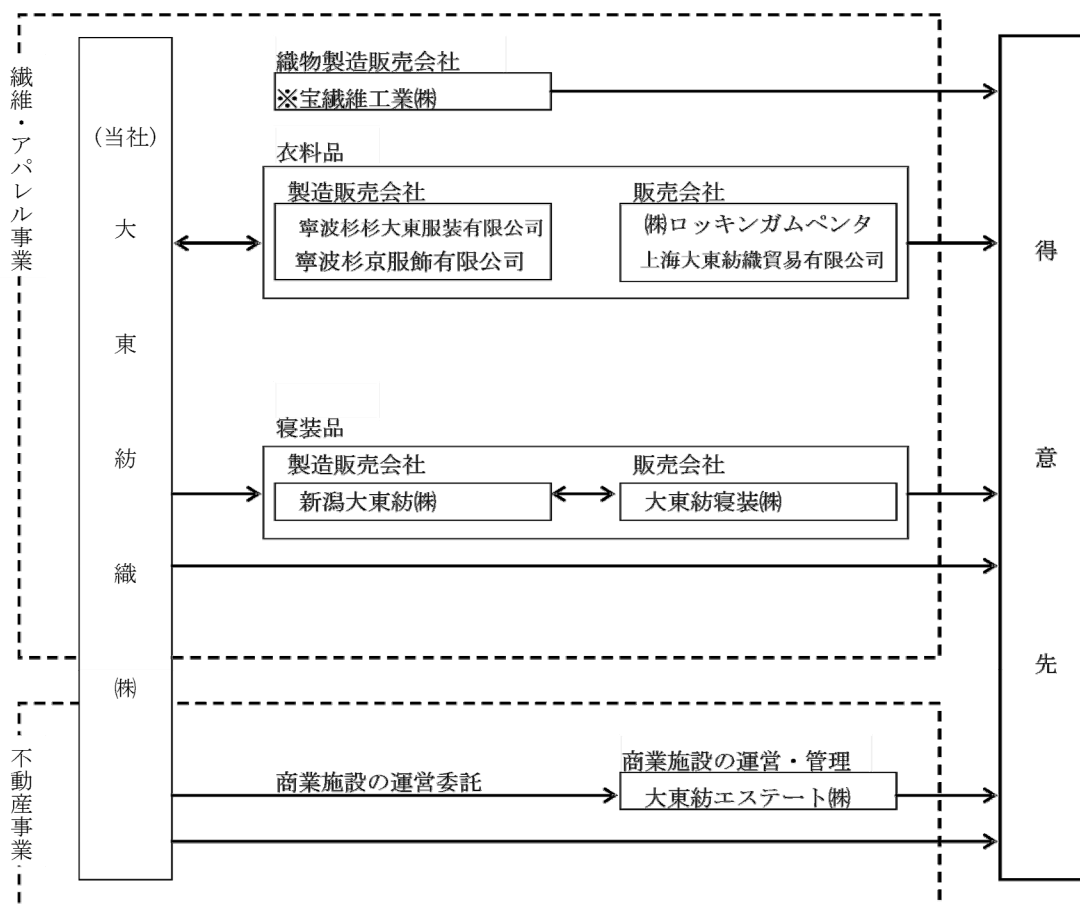 繊維・アパレル事業
（当社）
大東紡織㈱
織物製造販売会社
※宝繊維工業㈱
衣料品
製造販売会社
寧波杉杉大東服装有限公司
寧波杉京服飾有限公司
販売会社
㈱ロッキンガムペンタ
上海大東紡織貿易有限公司
寝装品
製造販売会社
新潟大東紡㈱
販売会社
大東紡寝装㈱
不動産事業
商業施設の運営委託
商業施設の運営・管理
大東紡エステート㈱
得意先